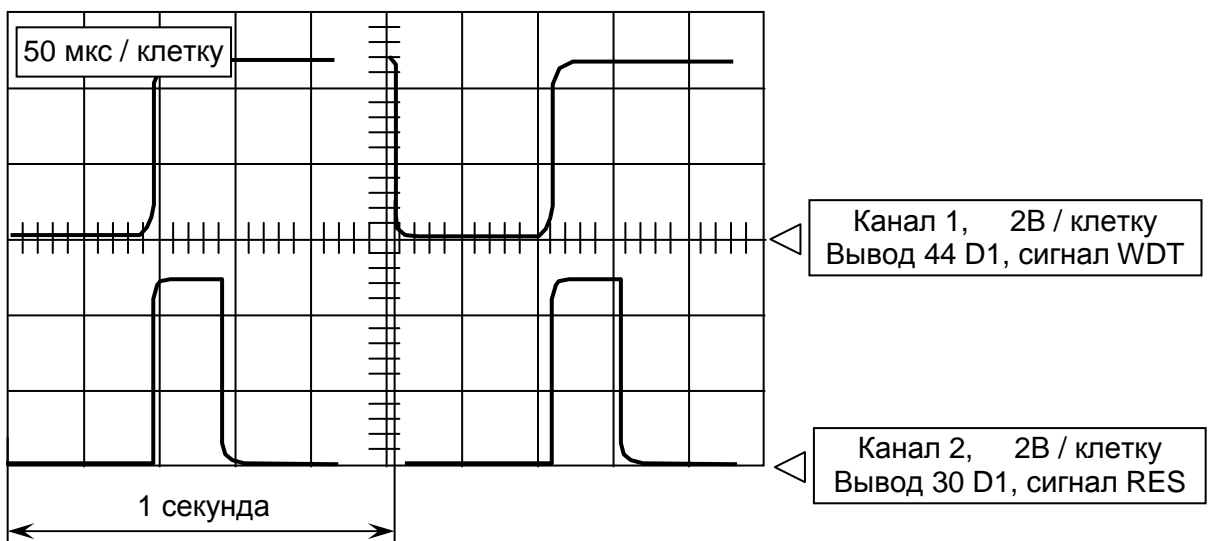 50 мкс / клетку
Канал 1, 2В / клетку
Вывод 44 D1, сигнал WDT
Канал 2, 2В / клетку
Вывод 30 D1, сигнал RES
1 секунда